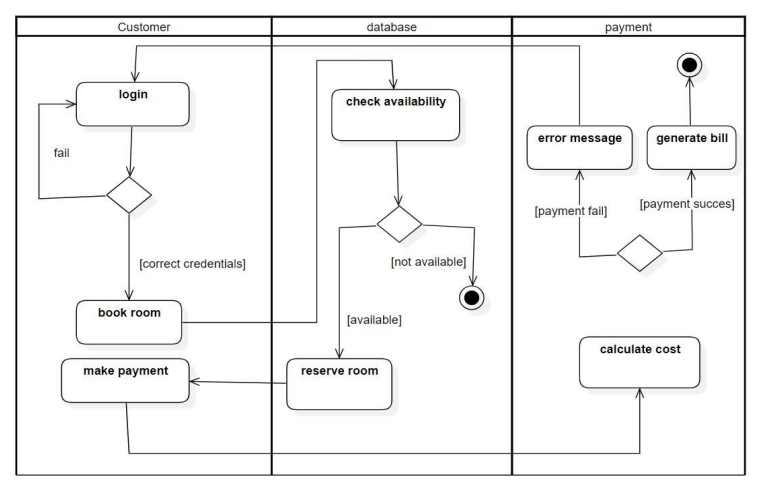 Customer
database
payment
login
fail
[correct credentials]
book room
make payment
check availability
[not available]
[available]
reserve room
error message
generate bill
[payment fail]
[payment succes]
calculate cost